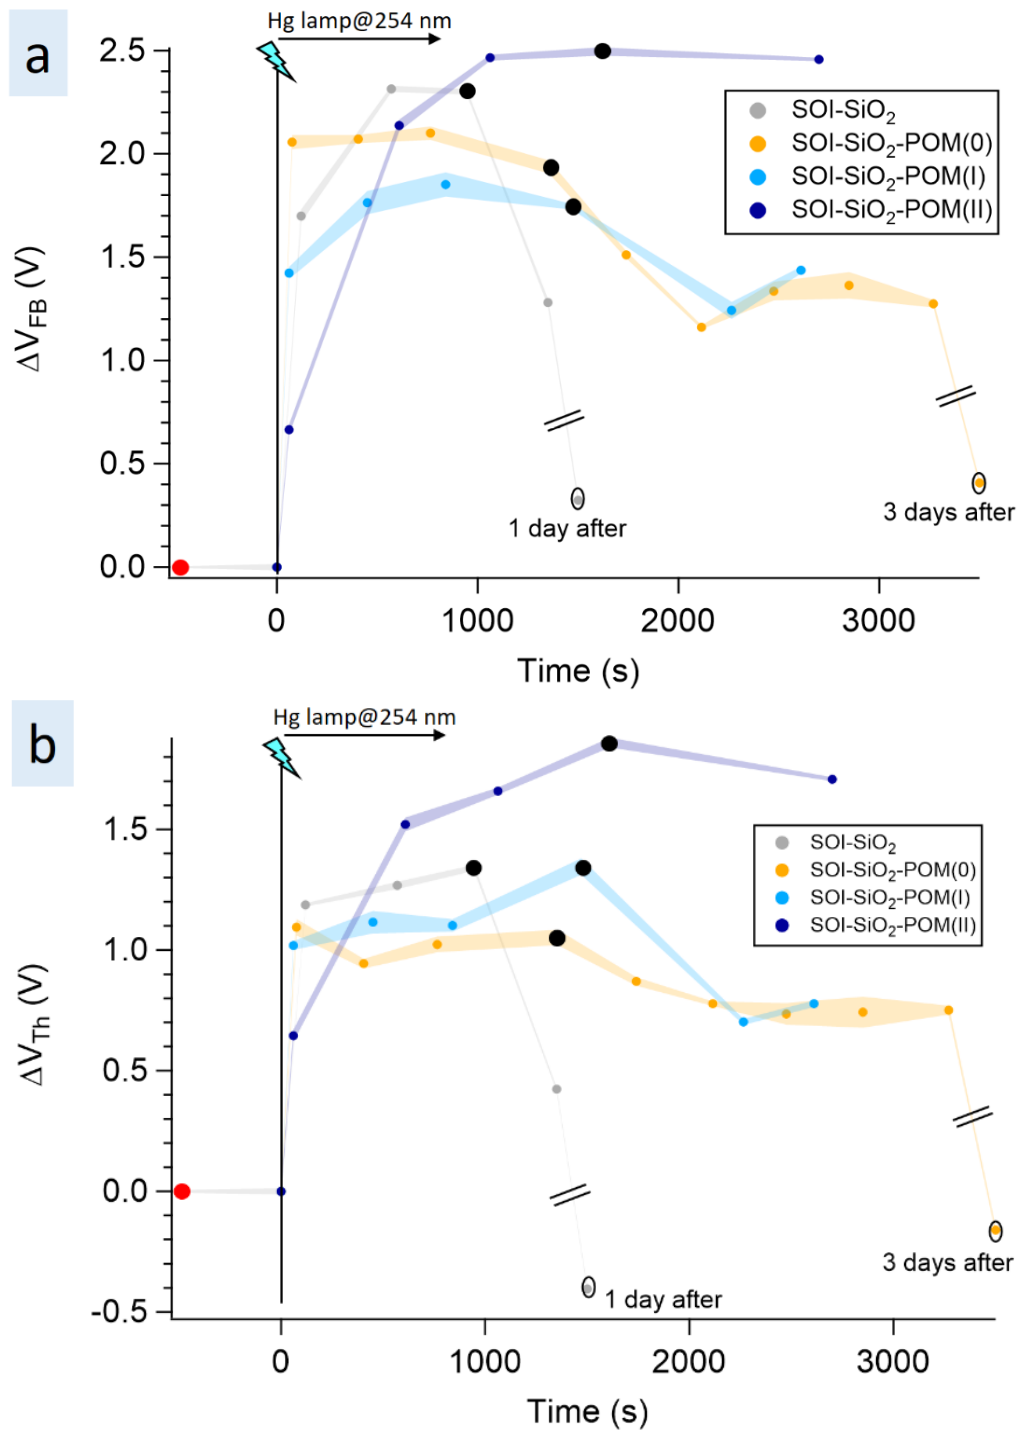 a
Hg lamp@254 nm
2.5
2.0
1.5
1.0
0.5
0.0
ΔV_FB (V)
SOI-SiO₂
SOI-SiO₂-POM(0)
SOI-SiO₂-POM(I)
SOI-SiO₂-POM(II)
1 day after
3 days after
0 1000 2000 3000
Time (s)
b
Hg lamp@254 nm
1.5
1.0
0.5
0.0
-0.5
ΔV_Th (V)
SOI-SiO₂
SOI-SiO₂-POM(0)
SOI-SiO₂-POM(I)
SOI-SiO₂-POM(II)
3 days after
1 day after
0 1000 2000 3000
Time (s)